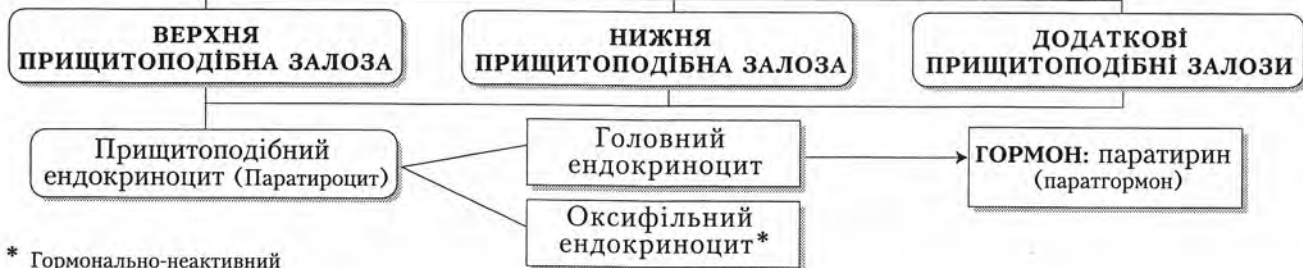 ВЕРХНЯ
ПРИЩИТОПОДІБНА ЗАЛОЗА
НИЖНЯ
ПРИЩИТОПОДІБНА ЗАЛОЗА
ДОДАТКОВІ
ПРИЩИТОПОДІБНІ ЗАЛОЗИ
Прищитоподібний
ендокриноцит (Паратироцит)
Головний
ендокриноцит
ГОРМОН: паратирин
(паратгормон)
Оксифільний
ендокриноцит*
* Гормонально-неактивний